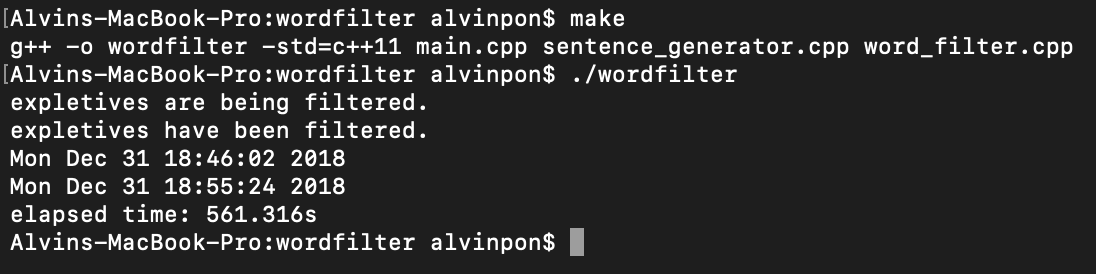 [Alvins-MacBook-Pro:wordfilter alvinpon$ make
g++ -o wordfilter -std=c++11 main.cpp sentence_generator.cpp word_filter.cpp
[Alvins-MacBook-Pro:wordfilter alvinpon$ ./wordfilter
expletives are being filtered.
expletives have been filtered.
Mon Dec 31 18:46:02 2018
Mon Dec 31 18:55:24 2018
elapsed time: 561.316s
Alvins-MacBook-Pro:wordfilter alvinpon$